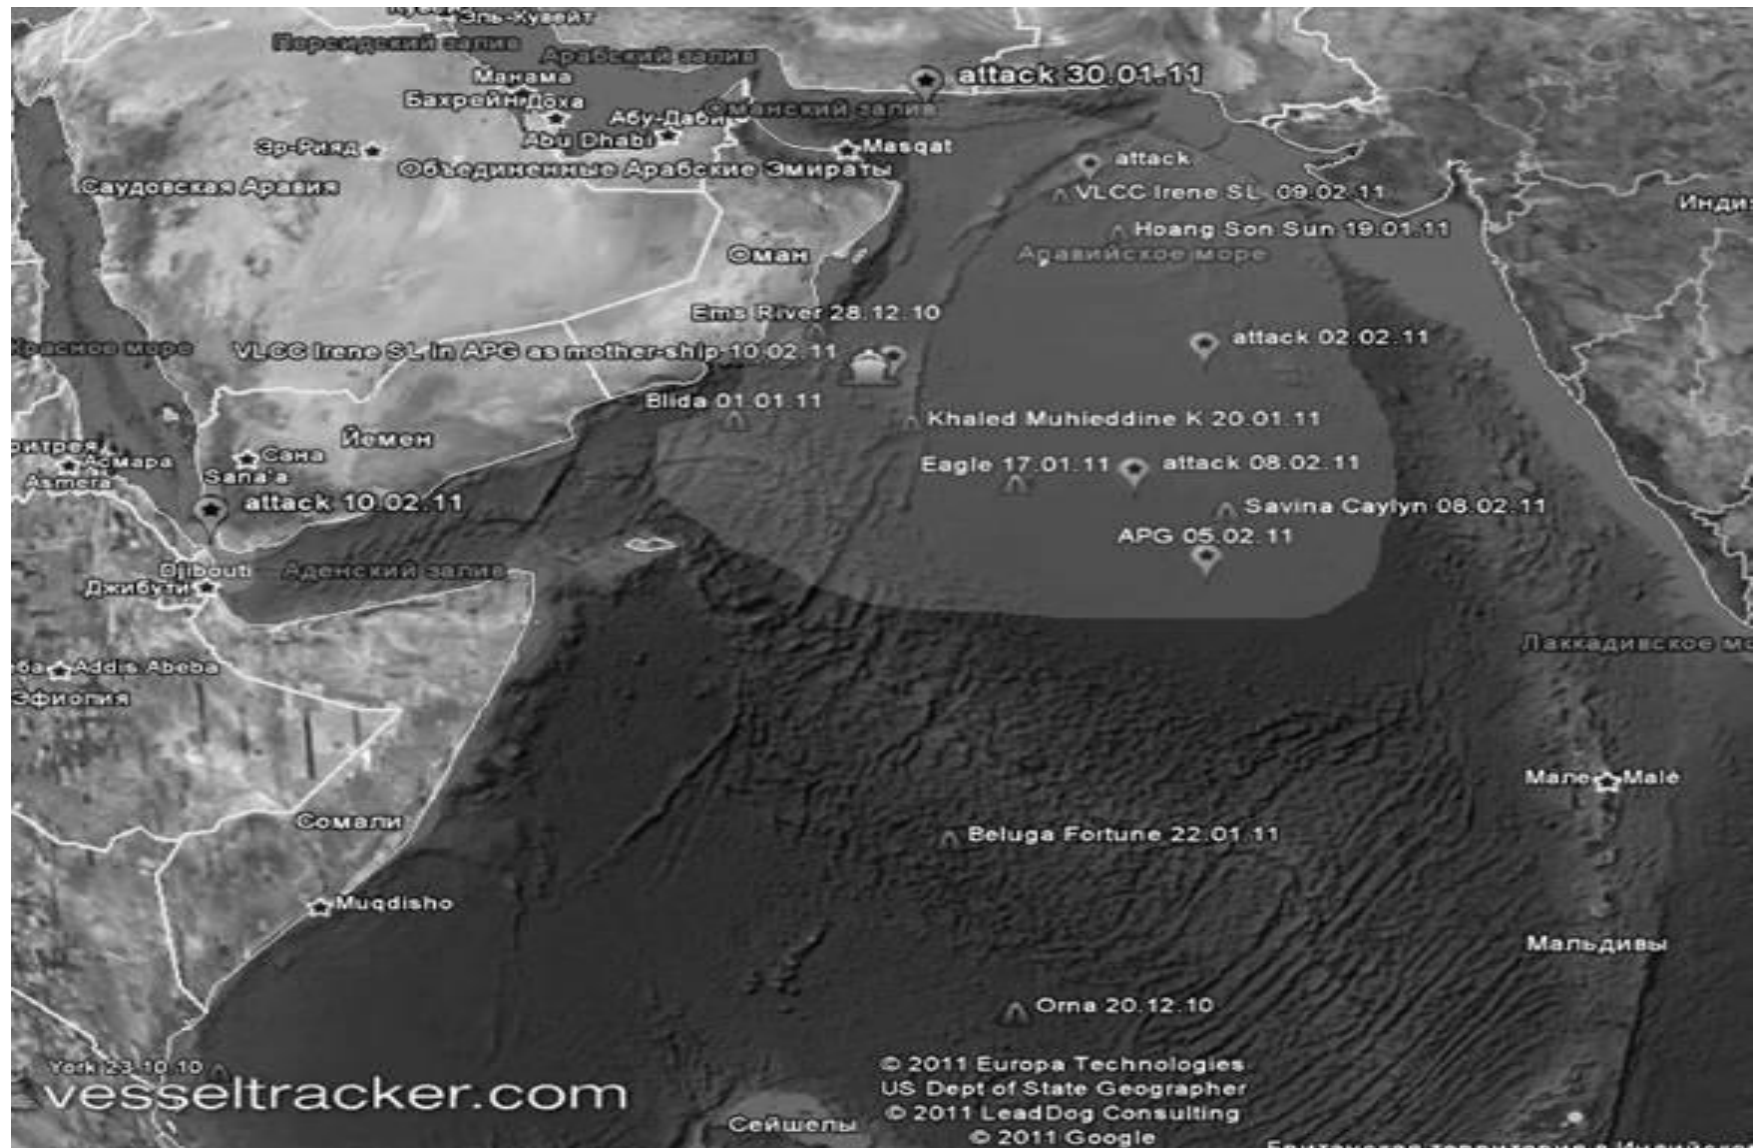 Эль-Кувейт
Персидский залив
Арабский залив
attack 30.01.11
Манама
Бахрейн Доха
Абу-Даби
Оманский залив
Эр-Рияд
Abu Dhabi
Masqat
attack
Объединенные Арабские Эмираты
Саудовская Аравия
VLCC Irene SL 09.02.11
Hoang Son Sun 19.01.11
Оман
Аравийское море
Ems River 28.12.10
attack 02.02.11
Красное море
VLCC Irene SL in APG as mother-ship 10.02.11
Blida 01.01.11
Khaled Muhieddine K 20.01.11
Йемен
Сана
Асмара
Eagle 17.01.11
attack 08.02.11
Asmera
Sana'a
attack 10.02.11
Savina Caylyn 08.02.11
APG 05.02.11
Djibouti
Аденский залив
Джибути
Addis Abeba
Эфиопия
Мале
Malé
Сомали
Beluga Fortune 22.01.11
Muqdisho
Мальдивы
Orna 20.12.10
York 23.10.10
vesseltracker.com
© 2011 Europa Technologies
US Dept of State Geographer
© 2011 LeadDog Consulting
© 2011 Google
Сейшелы